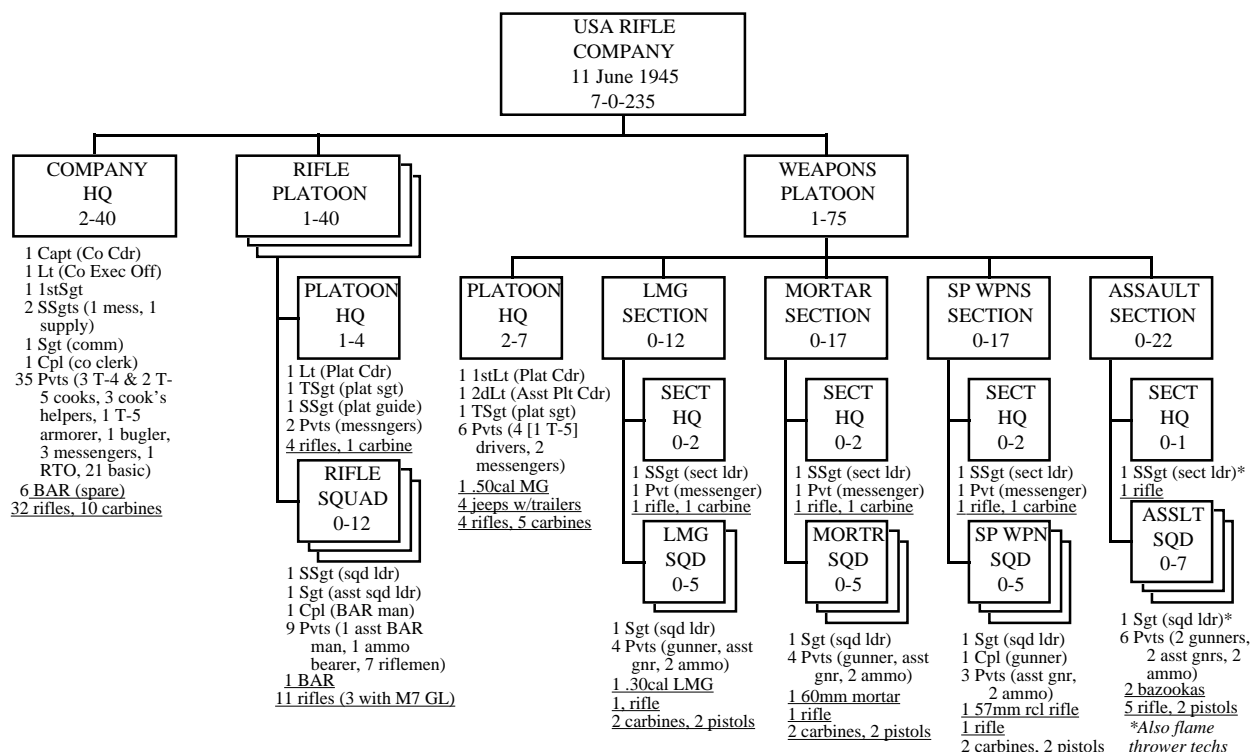 USA RIFLE
COMPANY
11 June 1945
7-0-235
COMPANY
HQ
2-40
1 Capt (Co Cdr)
1 Lt (Co Exec Off)
1 1stSgt
2 SSgts (1 mess, 1
supply)
1 Sgt (comm)
1 Cpl (co clerk)
35 Pvts (3 T-4 & 2 T-
5 cooks, 3 cook's
helpers, 1 T-5
armorer, 1 bugler,
3 messengers, 1
RTO, 21 basic)
6 BAR (spare)
32 rifles, 10 carbines
RIFLE
PLATOON
1-40
PLATOON
HQ
1-4
1 Lt (Plat Cdr)
1 TSgt (plat sgt)
1 SSgt (plat guide)
2 Pvts (messngers)
4 rifles, 1 carbine
RIFLE
SQUAD
0-12
1 SSgt (sqd ldr)
1 Sgt (asst sqd ldr)
1 Cpl (BAR man)
9 Pvts (1 asst BAR
man, 1 ammo
bearer, 7 riflemen)
1 BAR
11 rifles (3 with M7 GL)
WEAPONS
PLATOON
1-75
PLATOON
HQ
2-7
1 1stLt (Plat Cdr)
1 2dLt (Asst Plt Cdr)
1 TSgt (plat sgt)
6 Pvts (4 [1 T-5]
drivers, 2
messengers)
1 .50cal MG
4 jeeps w/trailers
4 rifles, 5 carbines
LMG
SECTION
0-12
SECT
HQ
0-2
1 SSgt (sect ldr)
1 Pvt (messenger)
1 rifle, 1 carbine
LMG
SQD
0-5
1 Sgt (sqd ldr)
4 Pvts (gunner, asst
gnr, 2 ammo)
1 .30cal LMG
1, rifle
2 carbines, 2 pistols
MORTAR
SECTION
0-17
SECT
HQ
0-2
1 SSgt (sect ldr)
1 Pvt (messenger)
1 rifle, 1 carbine
MORTR
SQD
0-5
1 Sgt (sqd ldr)
4 Pvts (gunner, asst
gnr, 2 ammo)
1 60mm mortar
1 rifle
2 carbines, 2 pistols
SP WPNS
SECTION
0-17
SECT
HQ
0-2
1 SSgt (sect ldr)
1 Pvt (messenger)
1 rifle, 1 carbine
SP WPN
SQD
0-5
1 Sgt (sqd ldr)
1 Cpl (gunner)
3 Pvts (asst gnr,
2 ammo)
1 57mm rcl rifle
1 rifle
2 carbines, 2 pistols
ASSAULT
SECTION
0-22
SECT
HQ
0-1
1 SSgt (sect ldr)*
1 rifle
ASSLT
SQD
0-7
1 Sgt (sqd ldr)*
6 Pvts (2 gunners,
2 asst gnrs, 2
ammo)
2 bazookas
5 rifle, 2 pistols
*Also flame
thrower techs